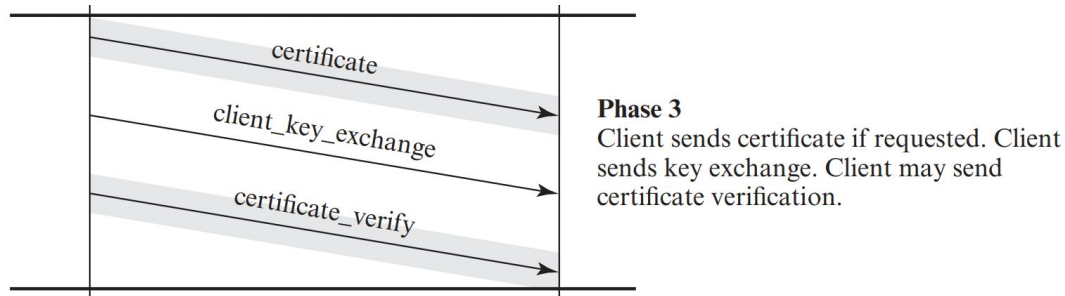 certificate
client_key_exchange
certificate_verify
Phase 3
Client sends certificate if requested. Client
sends key exchange. Client may send
certificate verification.